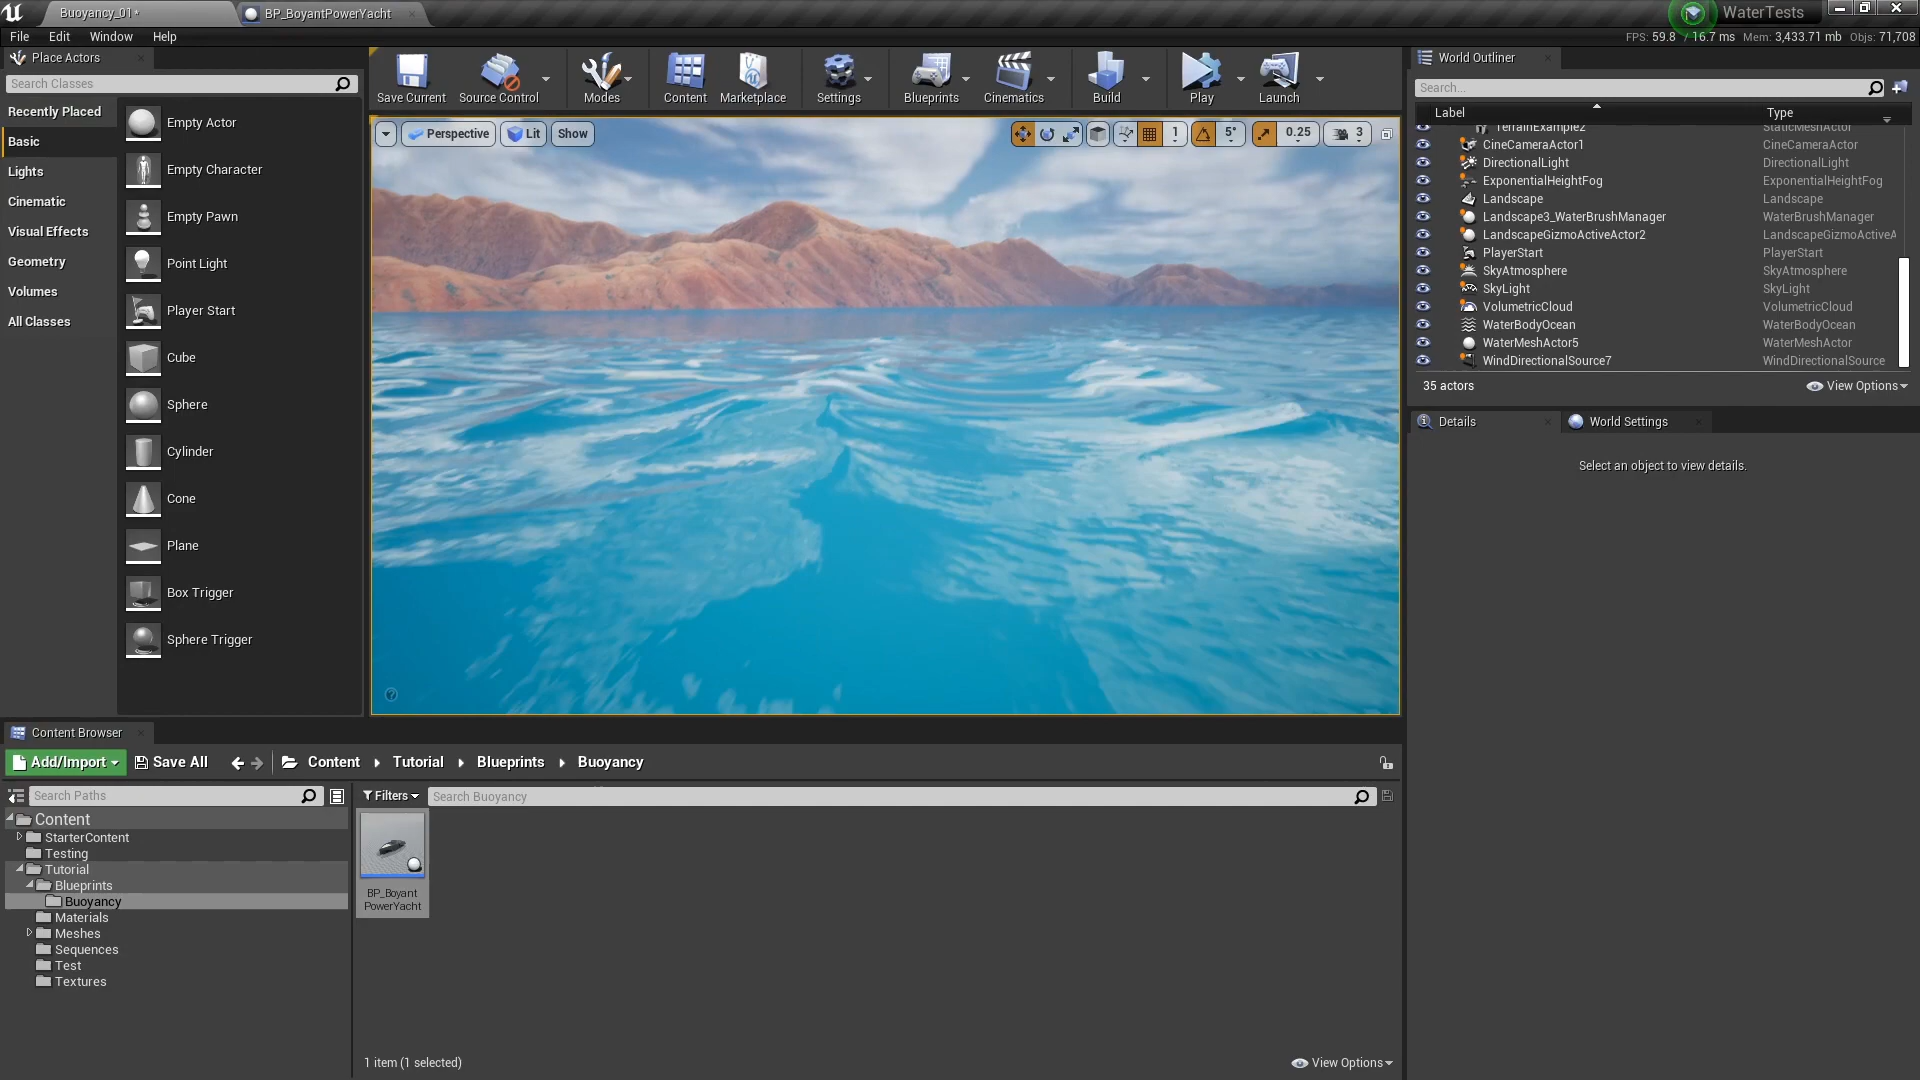 Buoyancy_01*
BP_BoyantPowerYacht
WaterTests
File Edit Window Help
FPS: 59.8 / 16.7 ms Mem: 3,433.71 mb Objs: 71,708
Place Actors
Search Classes
Recently Placed
Basic
Lights
Cinematic
Visual Effects
Geometry
Volumes
All Classes
Empty Actor
Empty Character
Empty Pawn
Point Light
Player Start
Cube
Sphere
Cylinder
Cone
Plane
Box Trigger
Sphere Trigger
Save Current
Source Control
Modes
Content
Marketplace
Settings
Blueprints
Cinematics
Build
Play
Launch
Perspective
Lit
Show
1
5°
0.25
3
World Outliner
Search...
Label Type
TerrainExample2 StaticMeshActor
CineCameraActor1 CineCameraActor
DirectionalLight DirectionalLight
ExponentialHeightFog ExponentialHeightFog
Landscape Landscape
Landscape3_WaterBrushManager WaterBrushManager
LandscapeGizmoActiveActor2 LandscapeGizmoActiveA
PlayerStart PlayerStart
SkyAtmosphere SkyAtmosphere
SkyLight SkyLight
VolumetricCloud VolumetricCloud
WaterBodyOcean WaterBodyOcean
WaterMeshActor5 WaterMeshActor
WindDirectionalSource7 WindDirectionalSource
35 actors
View Options
Details
World Settings
Select an object to view details.
Content Browser
Add/Import
Save All
Content
Tutorial
Blueprints
Buoyancy
Search Paths
Filters
Search Buoyancy
Content
StarterContent
Testing
Tutorial
Blueprints
Buoyancy
Materials
Meshes
Sequences
Test
Textures
BP_Boyant
PowerYacht
1 item (1 selected)
View Options